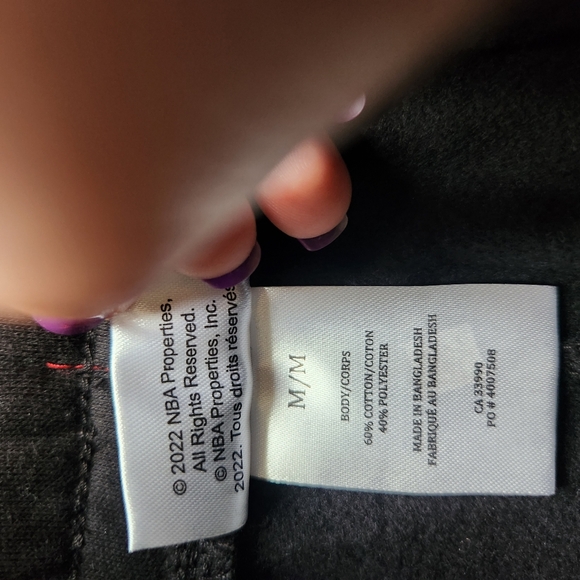 © 2022 NBA Properties,
All Rights Reserved.
© NBA Properties, Inc.
2022. Tous droits réservés
M/M
BODY/CORPS
60% COTTON/COTON
40% POLYESTER
MADE IN BANGLADESH
FABRIQUÉ AU BANGLADESH
CA 33990
PO # 4007508